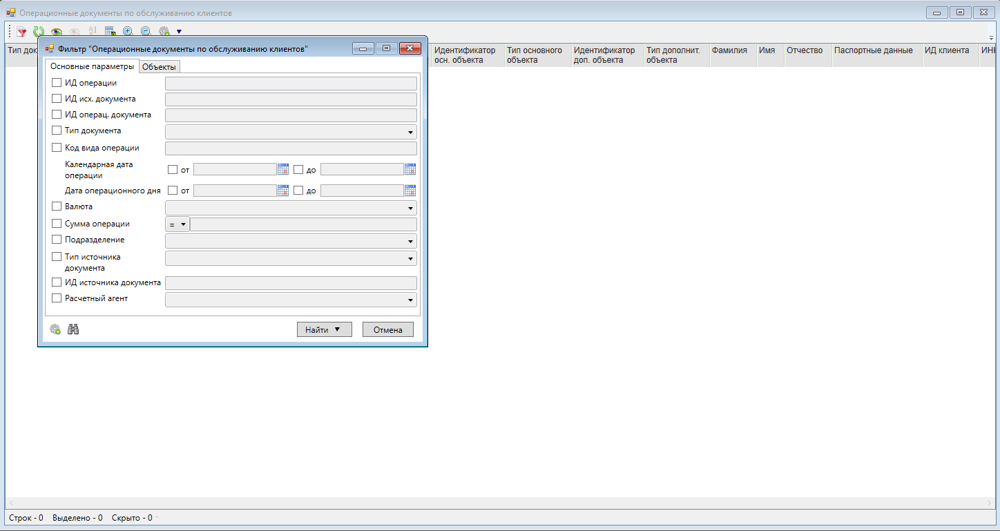 Операционные документы по обслуживанию клиентов
Фильтр "Операционные документы по обслуживанию клиентов"
Тип док
Идентификатор
осн. объекта
Тип основного
объекта
Идентификатор
доп. объекта
Тип дополнит.
объекта
Фамилия
Имя
Отчество
Паспортные данные
ИД клиента
ИНН
Основные параметры
Объекты
ИД операции
ИД исх. документа
ИД операц. документа
Тип документа
Код вида операции
Календарная дата
операции
от
до
Дата операционного дня
от
до
Валюта
Сумма операции
=
Подразделение
Тип источника
документа
ИД источника документа
Расчетный агент
Найти
Отмена
Строк - 0 Выделено - 0 Скрыто - 0